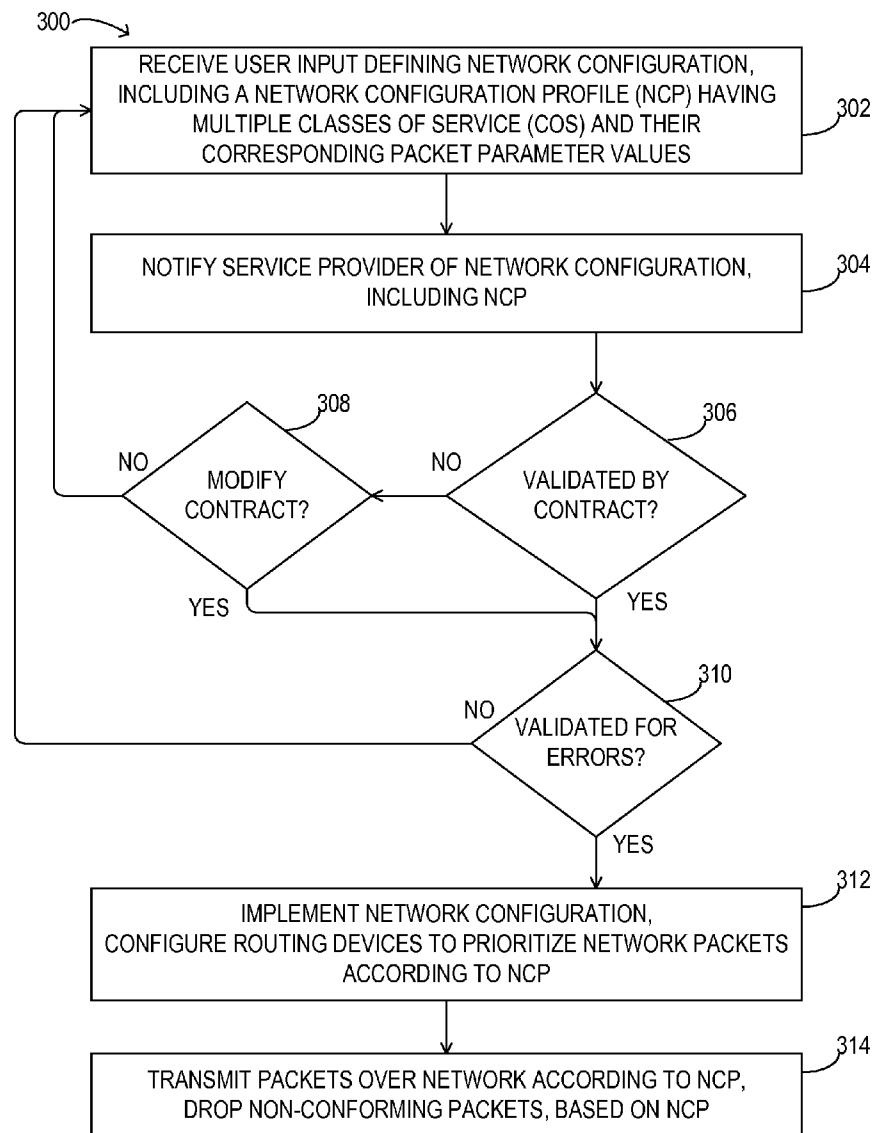 300
RECEIVE USER INPUT DEFINING NETWORK CONFIGURATION,
INCLUDING A NETWORK CONFIGURATION PROFILE (NCP) HAVING
MULTIPLE CLASSES OF SERVICE (COS) AND THEIR
CORRESPONDING PACKET PARAMETER VALUES
302
NOTIFY SERVICE PROVIDER OF NETWORK CONFIGURATION,
INCLUDING NCP
304
308
306
NO
MODIFY
CONTRACT?
NO
VALIDATED BY
CONTRACT?
YES
YES
310
NO
VALIDATED FOR
ERRORS?
YES
312
IMPLEMENT NETWORK CONFIGURATION,
CONFIGURE ROUTING DEVICES TO PRIORITIZE NETWORK PACKETS
ACCORDING TO NCP
314
TRANSMIT PACKETS OVER NETWORK ACCORDING TO NCP,
DROP NON-CONFORMING PACKETS, BASED ON NCP